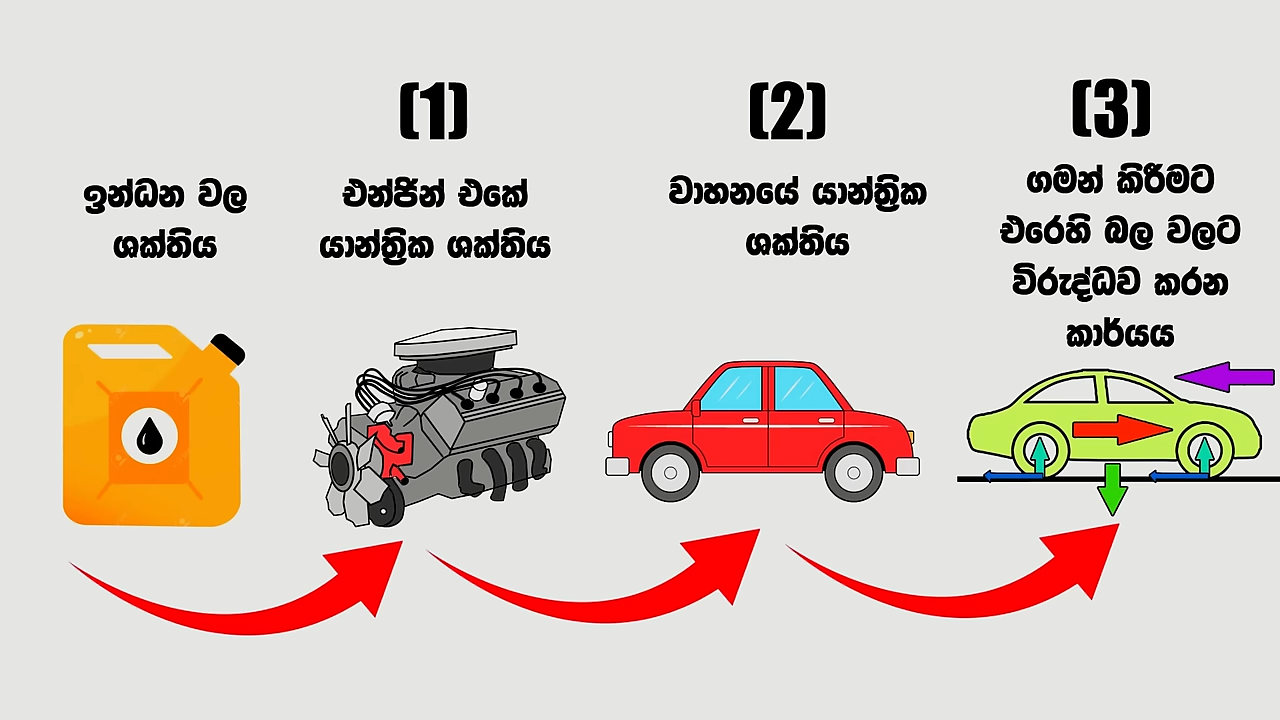 ඉන්ධන වල
ශක්තිය
(1)
එන්ජින් එකේ
යාන්ත්‍රික ශක්තිය
(2)
වාහනයේ යාන්ත්‍රික
ශක්තිය
(3)
ගමන් කිරීමට
එරෙහි බල වලට
විරුද්ධව කරන
කාර්යය